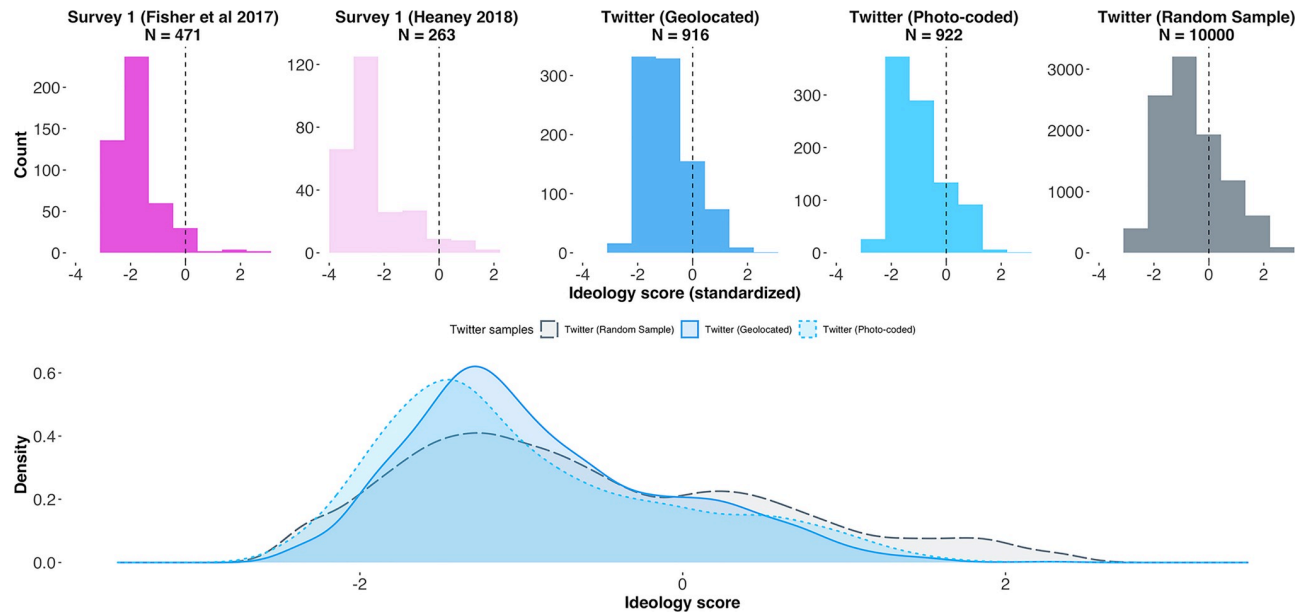 Survey 1 (Fisher et al 2017)
N = 471
Survey 1 (Heaney 2018)
N = 263
Twitter (Geolocated)
N = 916
Twitter (Photo-coded)
N = 922
Twitter (Random Sample)
N = 10000
Count
200
150
100
50
0
120
80
40
0
300
200
100
0
300
200
100
0
3000
2000
1000
0
-4 -2 0 2
-4 -2 0 2
-4 -2 0 2
-4 -2 0 2
-4 -2 0 2
Ideology score (standardized)
Twitter samples Twitter (Random Sample) Twitter (Geolocated) Twitter (Photo-coded)
Density
0.6
0.4
0.2
0.0
-2 0 2
Ideology score